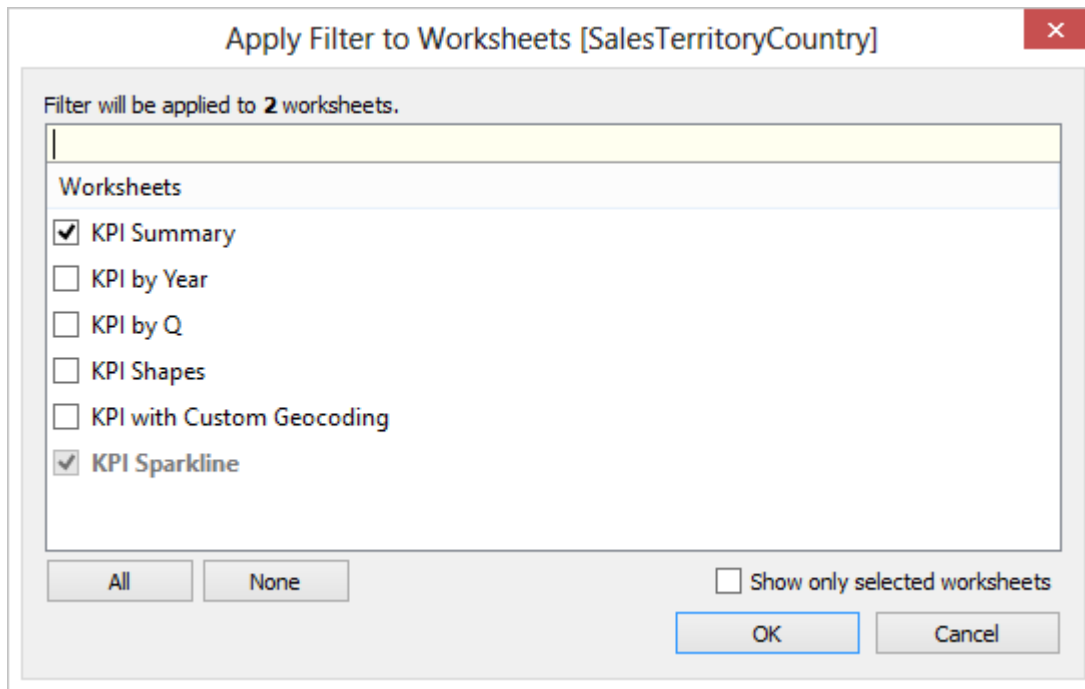 Apply Filter to Worksheets [SalesTerritoryCountry]
Filter will be applied to 2 worksheets.
Worksheets
KPI Summary
KPI by Year
KPI by Q
KPI Shapes
KPI with Custom Geocoding
KPI Sparkline
All None Show only selected worksheets
OK Cancel